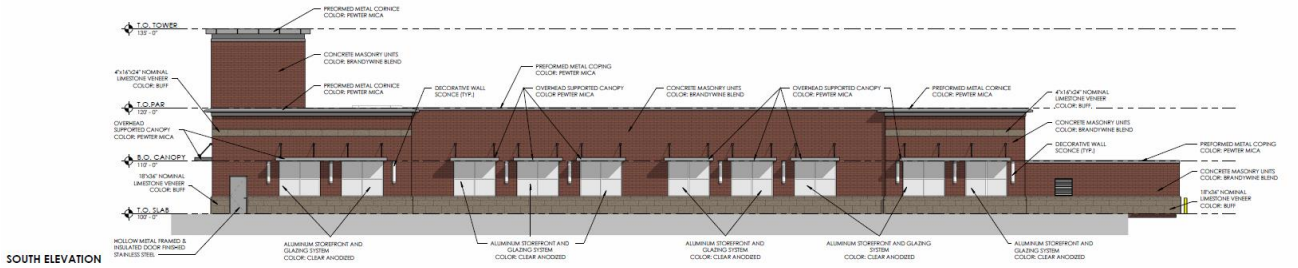 PREFORMED METAL CORNICE
COLOR: PEWTER MICA
T.O. TOWER
135' - 0"
CONCRETE MASONRY UNITS
COLOR: BRANDYWINE BLEND
4"x16"x24" NOMINAL
LIMESTONE VENEER
COLOR: BUFF
PREFORMED METAL CORNICE
COLOR: PEWTER MICA
DECORATIVE WALL
SCONCE (TYP.)
PREFORMED METAL COPING
COLOR: PEWTER MICA
OVERHEAD SUPPORTED CANOPY
COLOR PEWTER MICA
CONCRETE MASONRY UNITS
COLOR: BRANDYWINE BLEND
OVERHEAD SUPPORTED CANOPY
COLOR: PEWTER MICA
PREFORMED METAL CORNICE
COLOR: PEWTER MICA
4"x16"x24" NOMINAL
LIMESTONE VENEER
COLOR: BUFF
T.O.PAR
120' - 0"
OVERHEAD
SUPPORTED CANOPY
COLOR: PEWTER MICA
CONCRETE MASONRY UNITS
COLOR: BRANDYWINE BLEND
DECORATIVE WALL
SCONCE (TYP.)
B.O. CANOPY
110' - 0"
PREFORMED METAL COPING
COLOR: PEWTER MICA
18"x36" NOMINAL
LIMESTONE VENEER
COLOR: BUFF
CONCRETE MASONRY UNITS
COLOR: BRANDYWINE BLEND
18"x36" NOMINAL
LIMESTONE VENEER
COLOR: BUFF
T.O. SLAB
100' - 0"
HOLLOW METAL FRAMED &
INSULATED DOOR FINISHED
STAINLESS STEEL
ALUMINUM STOREFRONT AND
GLAZING SYSTEM
COLOR: CLEAR ANODIZED
ALUMINUM STOREFRONT AND
GLAZING SYSTEM
COLOR: CLEAR ANODIZED
ALUMINUM STOREFRONT AND
GLAZING SYSTEM
COLOR: CLEAR ANODIZED
ALUMINUM STOREFRONT AND GLAZING
SYSTEM
COLOR: CLEAR ANODIZED
ALUMINUM STOREFRONT AND
GLAZING SYSTEM
COLOR: CLEAR ANODIZED
SOUTH ELEVATION